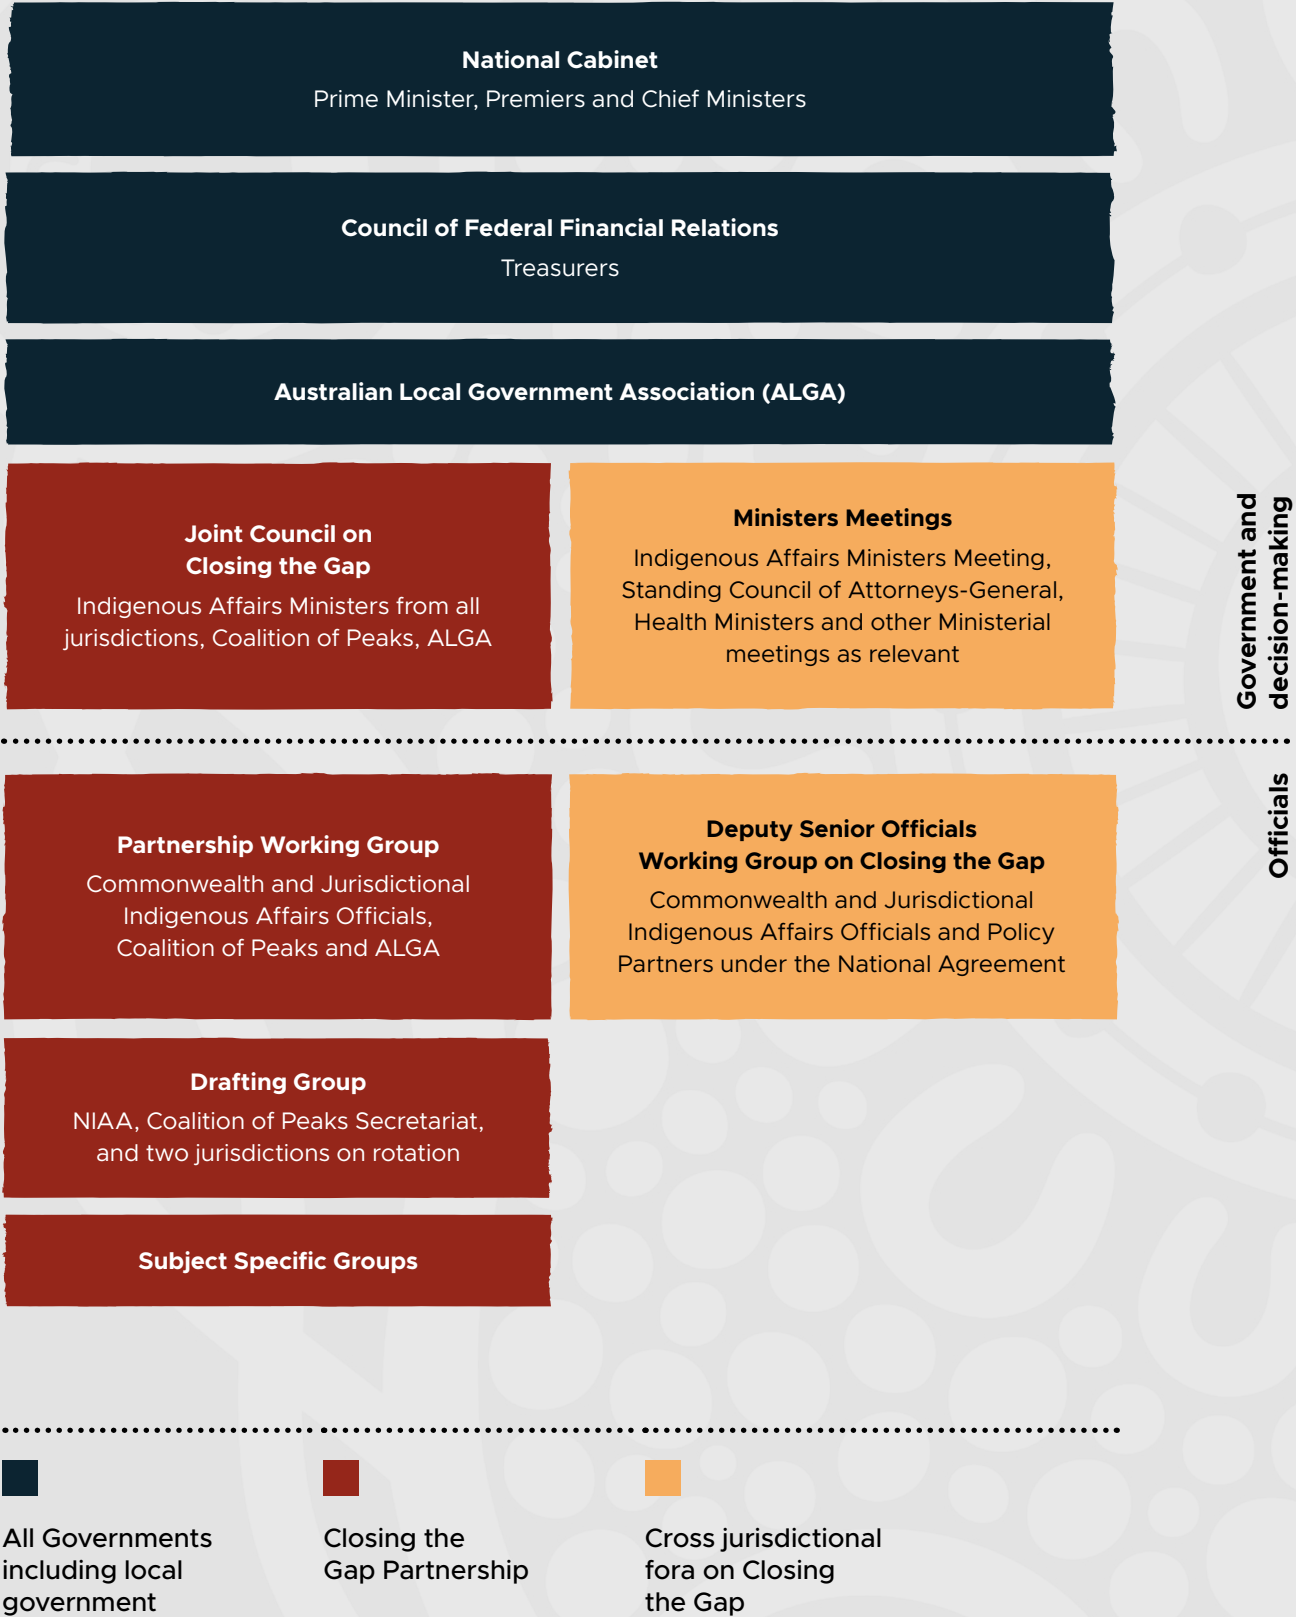 National Cabinet
Prime Minister, Premiers and Chief Ministers
Council of Federal Financial Relations
Treasurers
Australian Local Government Association (ALGA)
Joint Council on
Closing the Gap
Indigenous Affairs Ministers from all
jurisdictions, Coalition of Peaks, ALGA
Ministers Meetings
Indigenous Affairs Ministers Meeting,
Standing Council of Attorneys-General,
Health Ministers and other Ministerial
meetings as relevant
Government and
decision-making
Partnership Working Group
Commonwealth and Jurisdictional
Indigenous Affairs Officials,
Coalition of Peaks and ALGA
Deputy Senior Officials
Working Group on Closing the Gap
Commonwealth and Jurisdictional
Indigenous Affairs Officials and Policy
Partners under the National Agreement
Officials
Drafting Group
NIAA, Coalition of Peaks Secretariat,
and two jurisdictions on rotation
Subject Specific Groups
All Governments
including local
government
Closing the
Gap Partnership
Cross jurisdictional
fora on Closing
the Gap